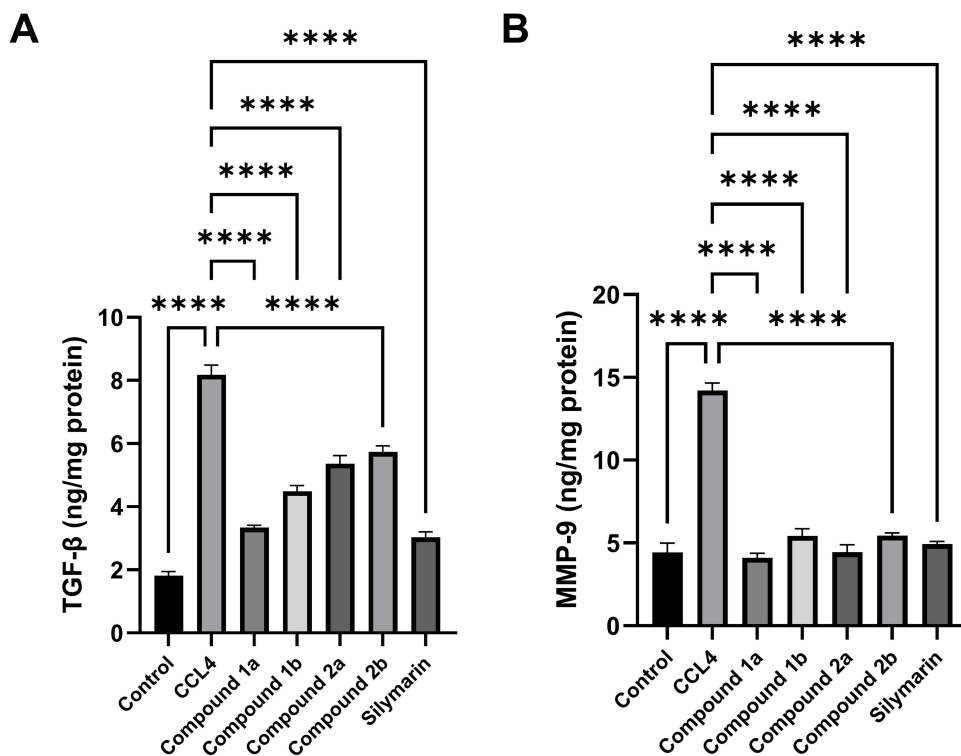 A
****
****
****
****
****
****
TGF-β (ng/mg protein)
10
8
6
4
2
0
Control
CCL4
Compound 1a
Compound 1b
Compound 2a
Compound 2b
Silymarin
B
****
****
****
****
****
****
MMP-9 (ng/mg protein)
20
15
10
5
0
Control
CCL4
Compound 1a
Compound 1b
Compound 2a
Compound 2b
Silymarin